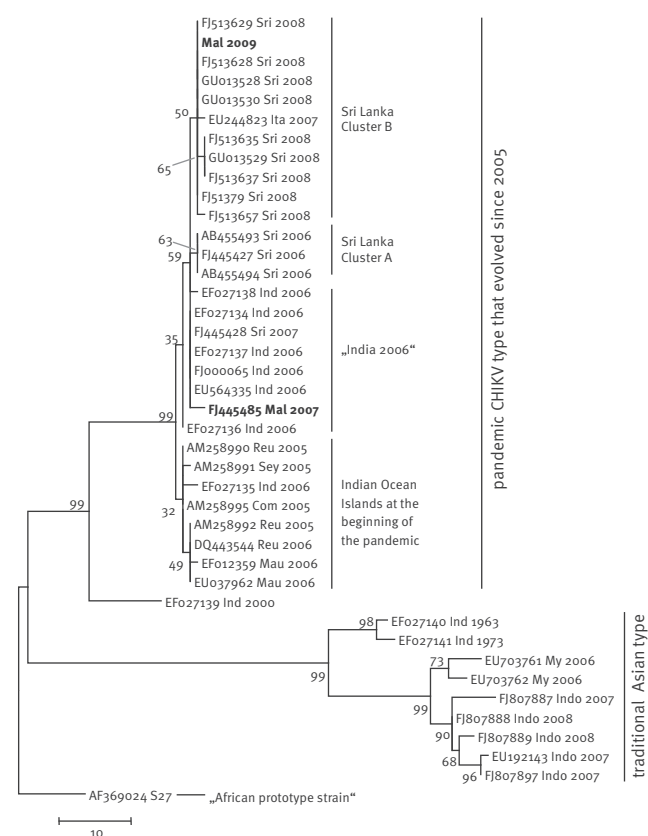 FJ513629 Sri 2008
Mal 2009
FJ513628 Sri 2008
GU013528 Sri 2008
GU013530 Sri 2008
50
EU244823 Ita 2007
Sri Lanka
Cluster B
FJ513635 Sri 2008
GU013529 Sri 2008
65
FJ513637 Sri 2008
FJ51379 Sri 2008
FJ513657 Sri 2008
AB455493 Sri 2006
63
FJ445427 Sri 2006
Sri Lanka
Cluster A
59
AB455494 Sri 2006
EF027138 Ind 2006
EF027134 Ind 2006
FJ445428 Sri 2007
35
EF027137 Ind 2006
„India 2006“
FJ000065 Ind 2006
EU564335 Ind 2006
FJ445485 Mal 2007
99
EF027136 Ind 2006
AM258990 Reu 2005
AM258991 Sey 2005
EF027135 Ind 2006
Indian Ocean
Islands at the
beginning of
the pandemic
AM258995 Com 2005
32
AM258992 Reu 2005
DQ443544 Reu 2006
49
EF012359 Mau 2006
EU037962 Mau 2006
99
EF027139 Ind 2000
pandemic CHIKV type that evolved since 2005
98
EF027140 Ind 1963
EF027141 Ind 1973
99
73
EU703761 My 2006
EU703762 My 2006
99
FJ807887 Indo 2007
FJ807888 Indo 2008
90
FJ807889 Indo 2008
68
EU192143 Indo 2007
96
FJ807897 Indo 2007
traditional Asian type
AF369024 S27
„African prototype strain“
10